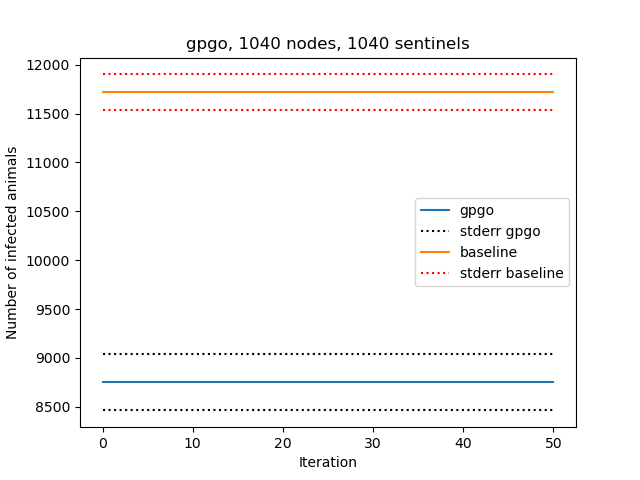 gpgo, 1040 nodes, 1040 sentinels
12000
11500
11000
10500
10000
9500
9000
8500
Number of infected animals
gpgo
stderr gpgo
baseline
stderr baseline
0 10 20 30 40 50
Iteration